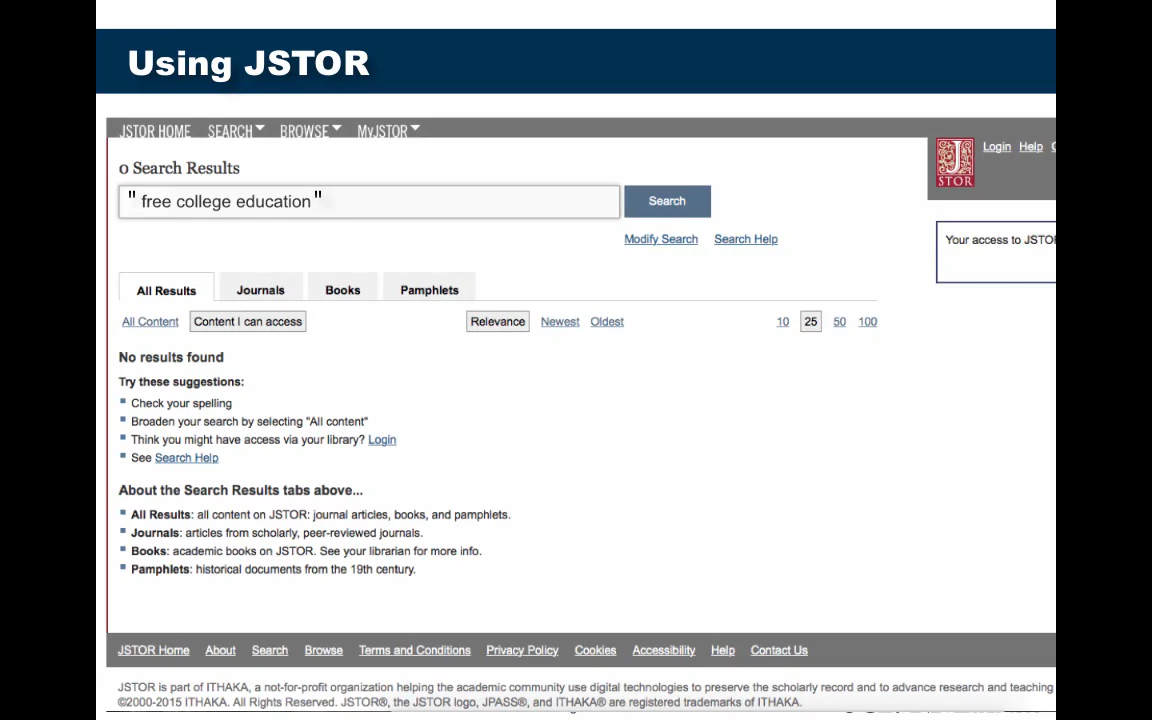 Using JSTOR
JSTOR HOME SEARCH BROWSE MyJSTOR
Login Help
J
STOR
0 Search Results
" free college education " Search
Your access to JSTO
Modify Search Search Help
All Results Journals Books Pamphlets
All Content Content I can access Relevance Newest Oldest 10 25 50 100
No results found
Try these suggestions:
Check your spelling
Broaden your search by selecting "All content"
Think you might have access via your library? Login
See Search Help
About the Search Results tabs above...
All Results: all content on JSTOR: journal articles, books, and pamphlets.
Journals: articles from scholarly, peer-reviewed journals.
Books: academic books on JSTOR. See your librarian for more info.
Pamphlets: historical documents from the 19th century.
JSTOR Home About Search Browse Terms and Conditions Privacy Policy Cookies Accessibility Help Contact Us
JSTOR is part of ITHAKA, a not-for-profit organization helping the academic community use digital technologies to preserve the scholarly record and to advance research and teaching
©2000-2015 ITHAKA. All Rights Reserved. JSTOR®, the JSTOR logo, JPASS®, and ITHAKA® are registered trademarks of ITHAKA.